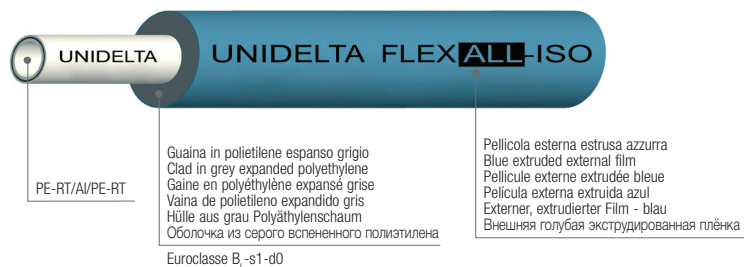 UNIDELTA
UNIDELTA FLEXALL-ISO
PE-RT/Al/PE-RT
Guaina in polietilene espanso grigio
Clad in grey expanded polyethylene
Gaine en polyéthylène expansé grise
Vaina de polietileno expandido gris
Hülle aus grau Polyäthylenschaum
Оболочка из серого вспененного полиэтилена
Euroclasse BL-s1-d0
Pellicola esterna estrusa azzurra
Blue extruded external film
Pellicule externe extrudée bleue
Película externa extruida azul
Externer, extrudierter Film - blau
Внешняя голубая экструдированная плёнка